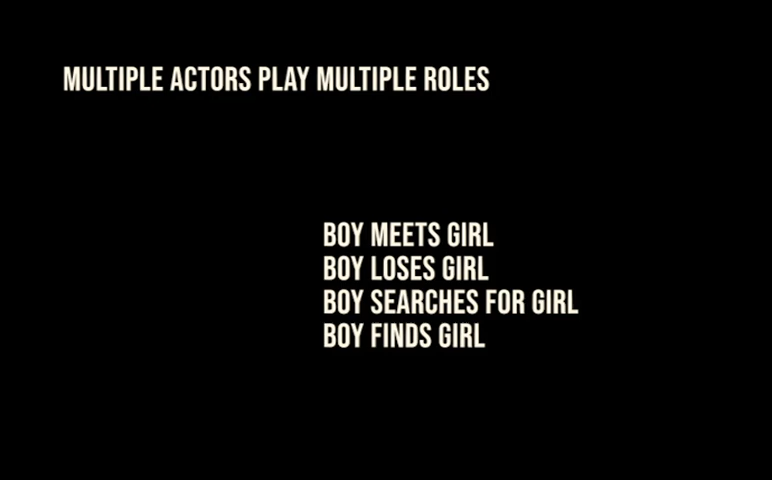 MULTIPLE ACTORS PLAY MULTIPLE ROLES
BOY MEETS GIRL
BOY LOSES GIRL
BOY SEARCHES FOR GIRL
BOY FINDS GIRL